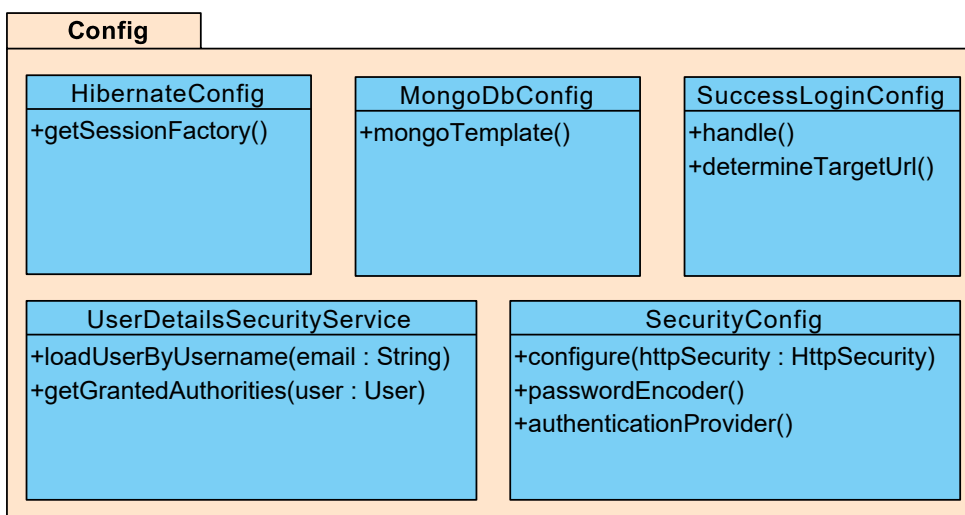 Config
HibernateConfig
+getSessionFactory()
MongoDbConfig
+mongoTemplate()
SuccessLoginConfig
+handle()
+determineTargetUrl()
UserDetailsSecurityService
+loadUserByUsername(email : String)
+getGrantedAuthorities(user : User)
SecurityConfig
+configure(httpSecurity : HttpSecurity)
+passwordEncoder()
+authenticationProvider()